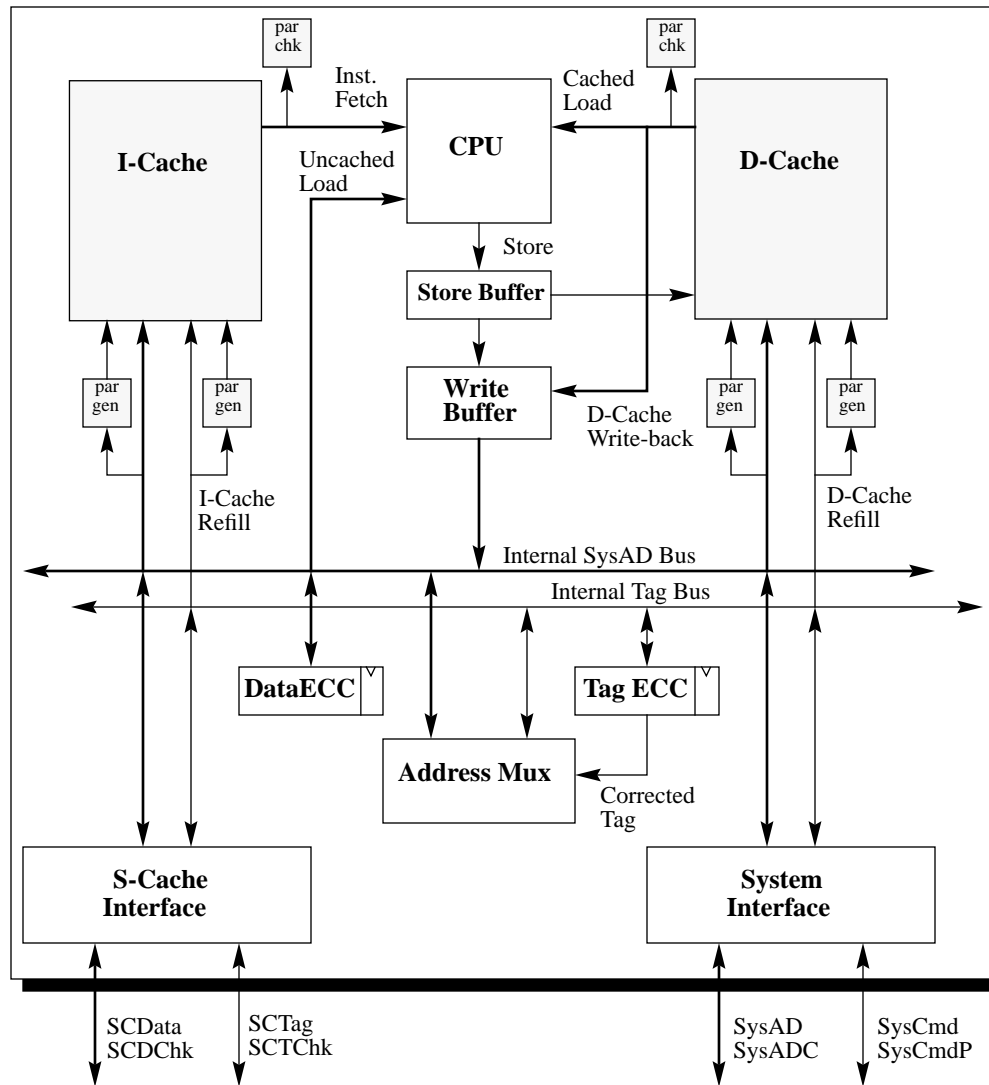 par
chk
par
chk
Inst.
Fetch
Cached
Load
I-Cache
CPU
D-Cache
Uncached
Load
Store
Store Buffer
par
gen
par
gen
Write
Buffer
par
gen
par
gen
D-Cache
Write-back
I-Cache
Refill
D-Cache
Refill
Internal SysAD Bus
Internal Tag Bus
DataECC
Tag ECC
Address Mux
Corrected
Tag
S-Cache
Interface
System
Interface
SCData
SCDChk
SCTag
SCTChk
SysAD
SysADC
SysCmd
SysCmdP